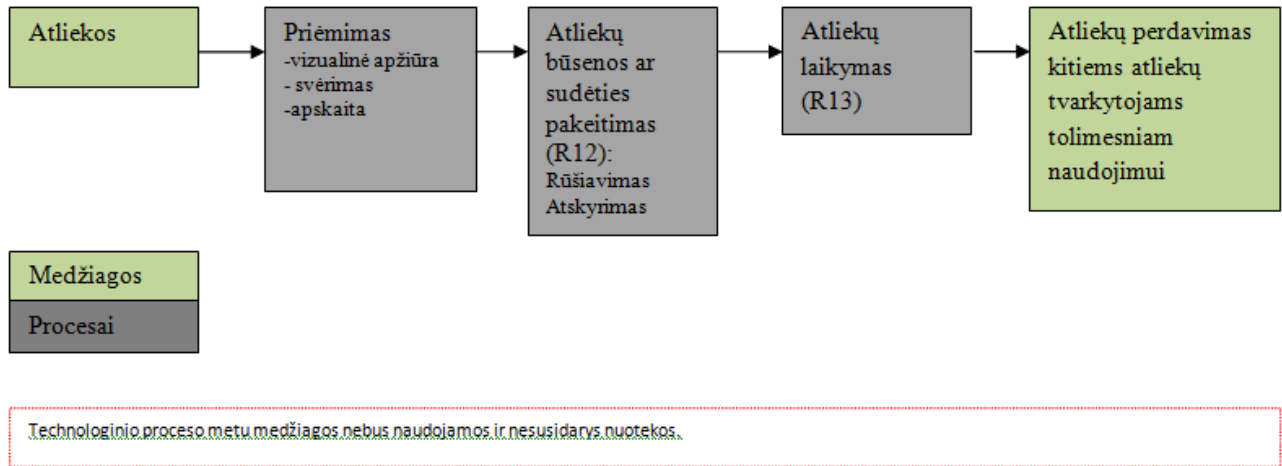 Atliekos
Priėmimas
-vizualinė apžiūra
- svėrimas
-apskaita
Atliekų
būsenos ar
sudėties
pakeitimas
(R12):
Rūšiavimas
Atskyrimas
Atliekų
laikymas
(R13)
Atliekų perdavimas
kitiems atliekų
tvarkytojams
tolimesniam
naudojimui
Medžiagos
Procesai
Technologinio proceso metu medžiagos nebus naudojamos ir nesusidarys nuotekos.